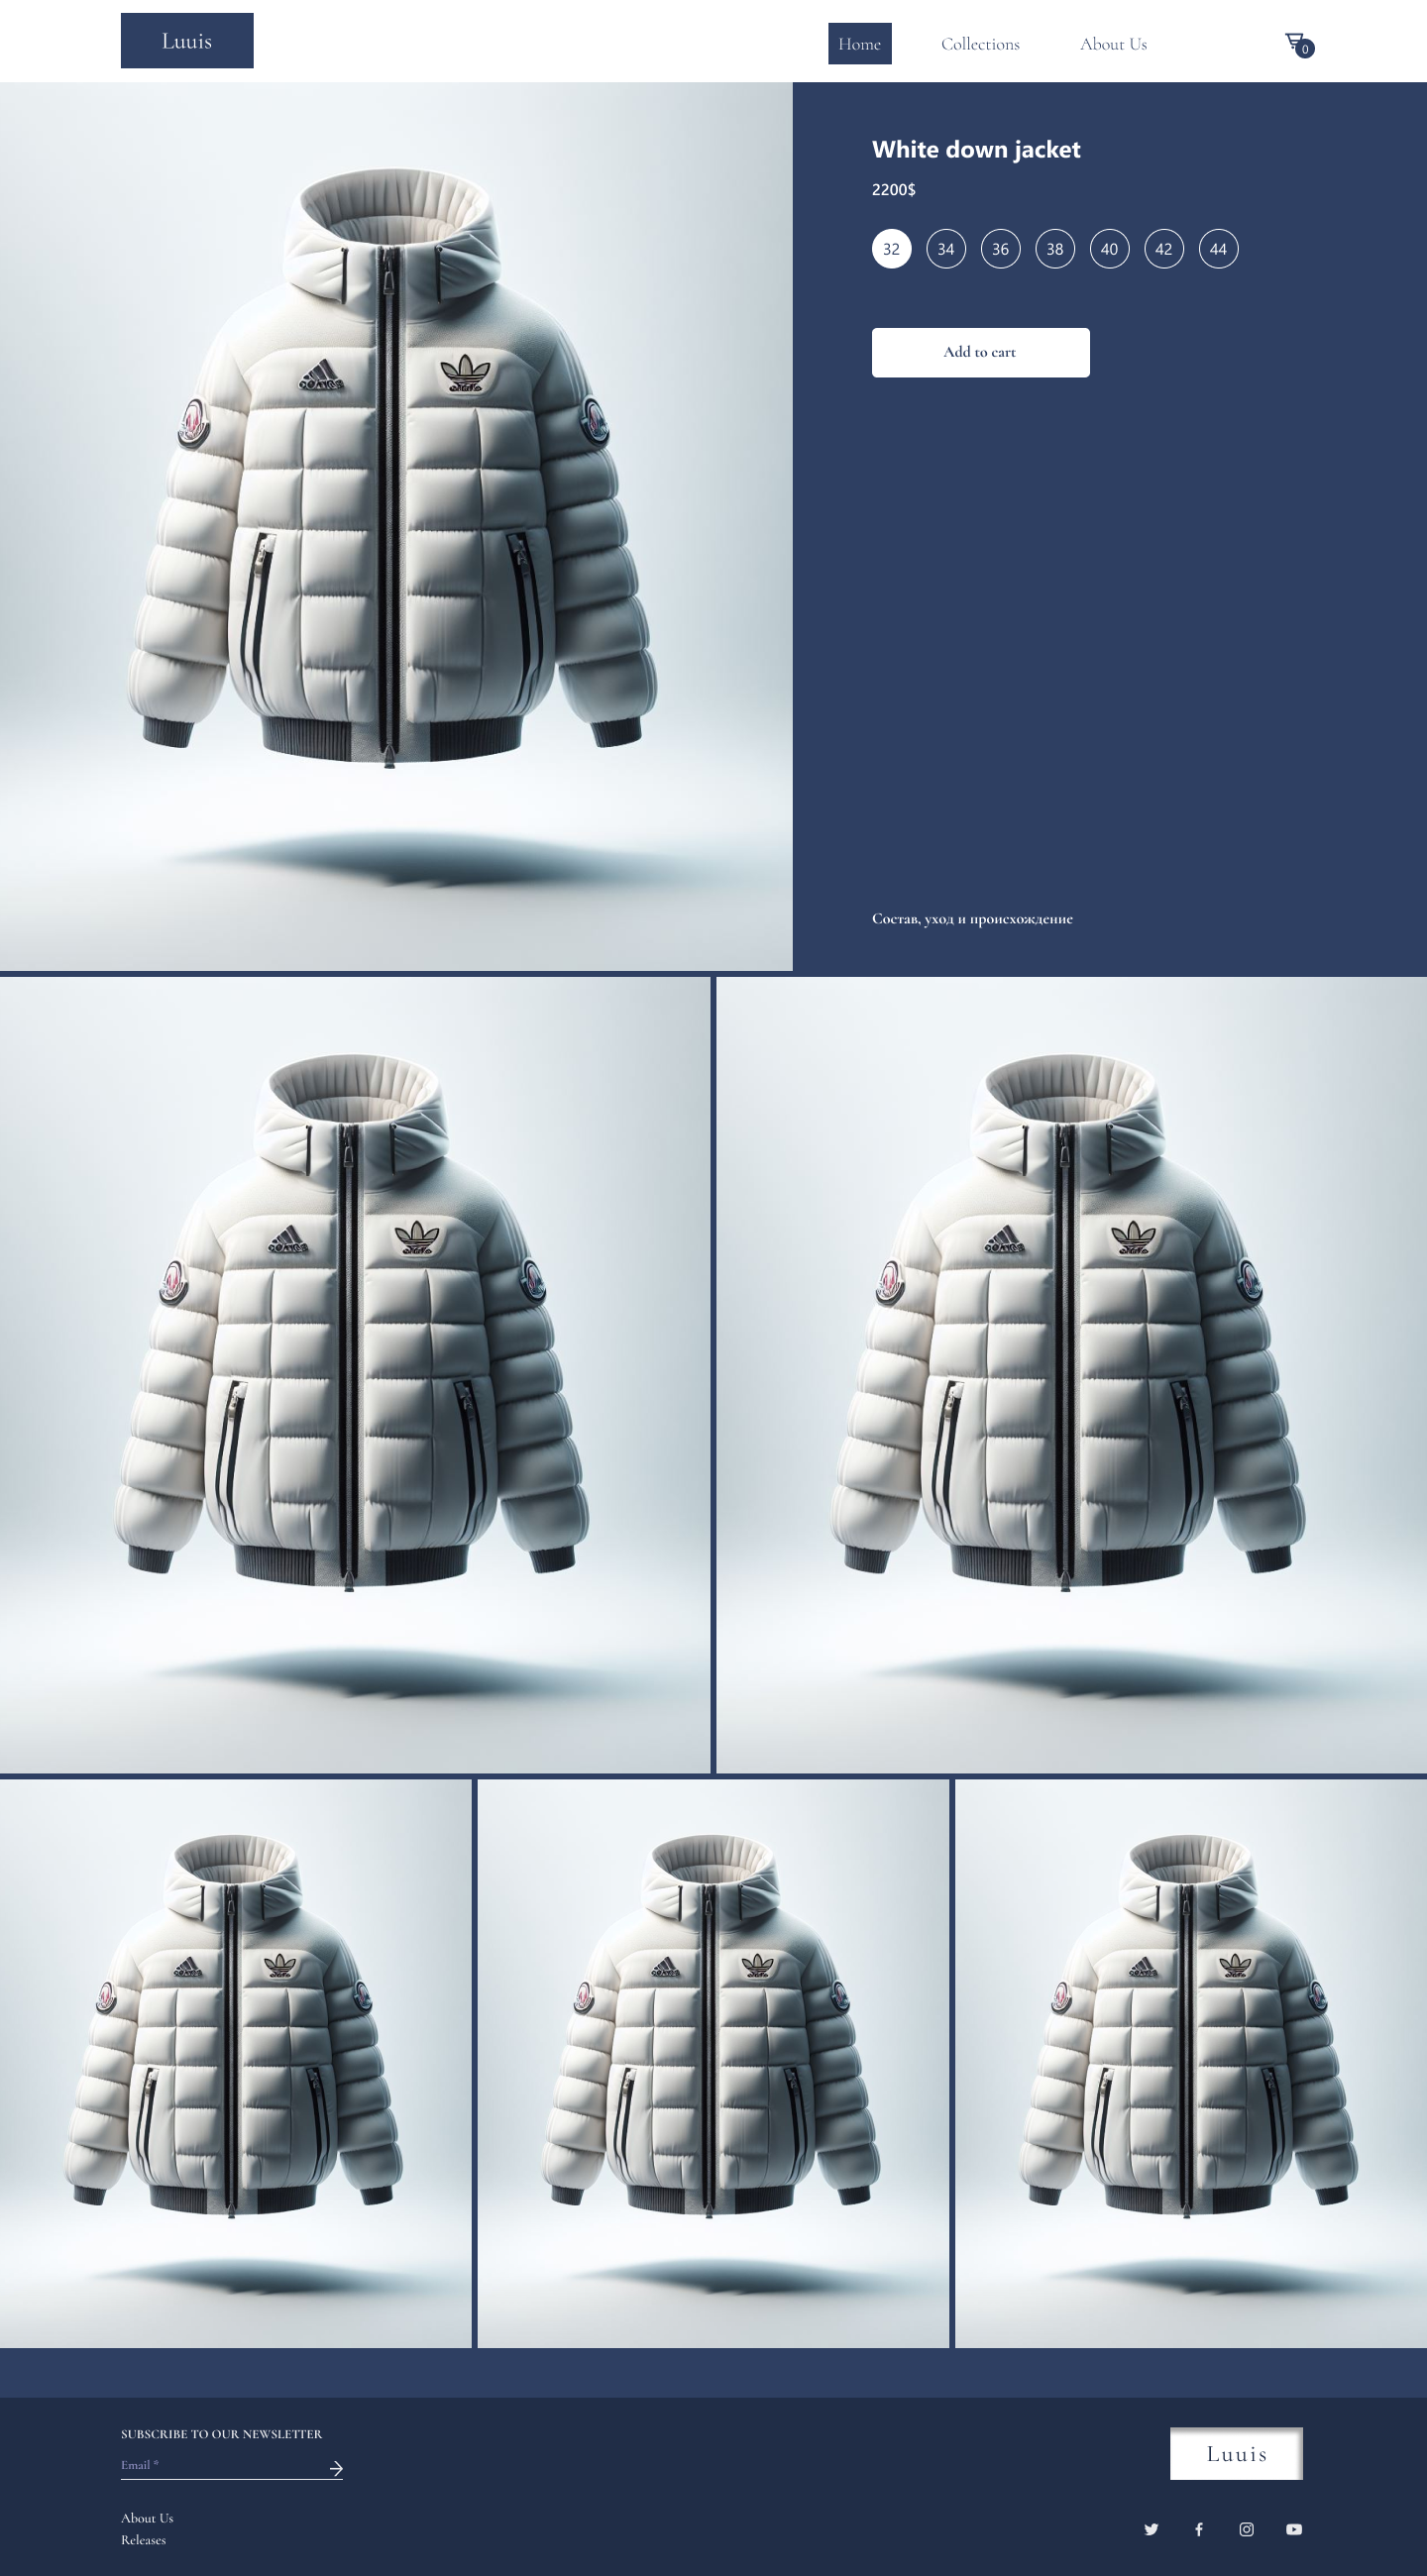 Luuis
Home
Collections
About Us
0
White down jacket
2200$
32
34
36
38
40
42
44
Add to cart
Состав, уход и происхождение
SUBSCRIBE TO OUR NEWSLETTER
Email *
Luuis
About Us
Releases